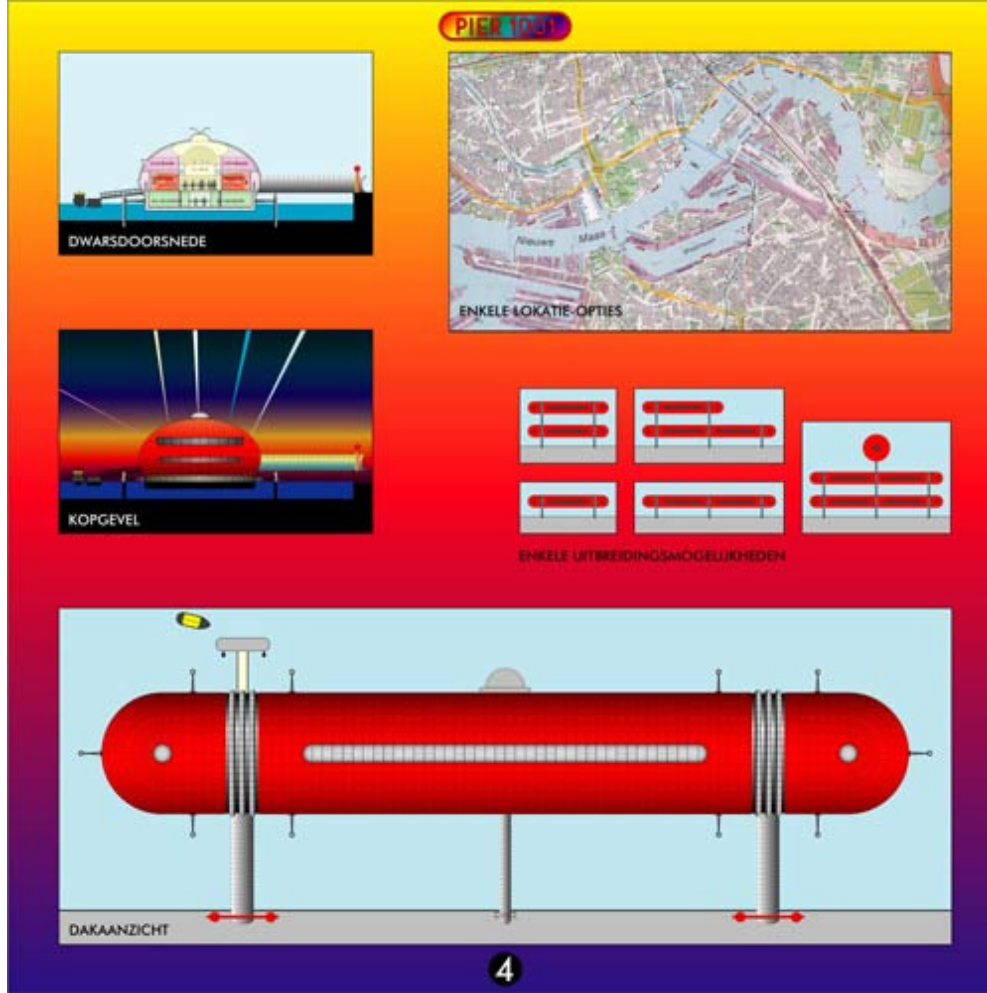 PIER 1001
DWARSDOORSNEDE
Nieuwe Maas
ENKELE LOKATIE-OPTIES
KOPGEVEL
ENKELE UITBREIDINGSMOGELIJKHEDEN
DAKAANZICHT
4